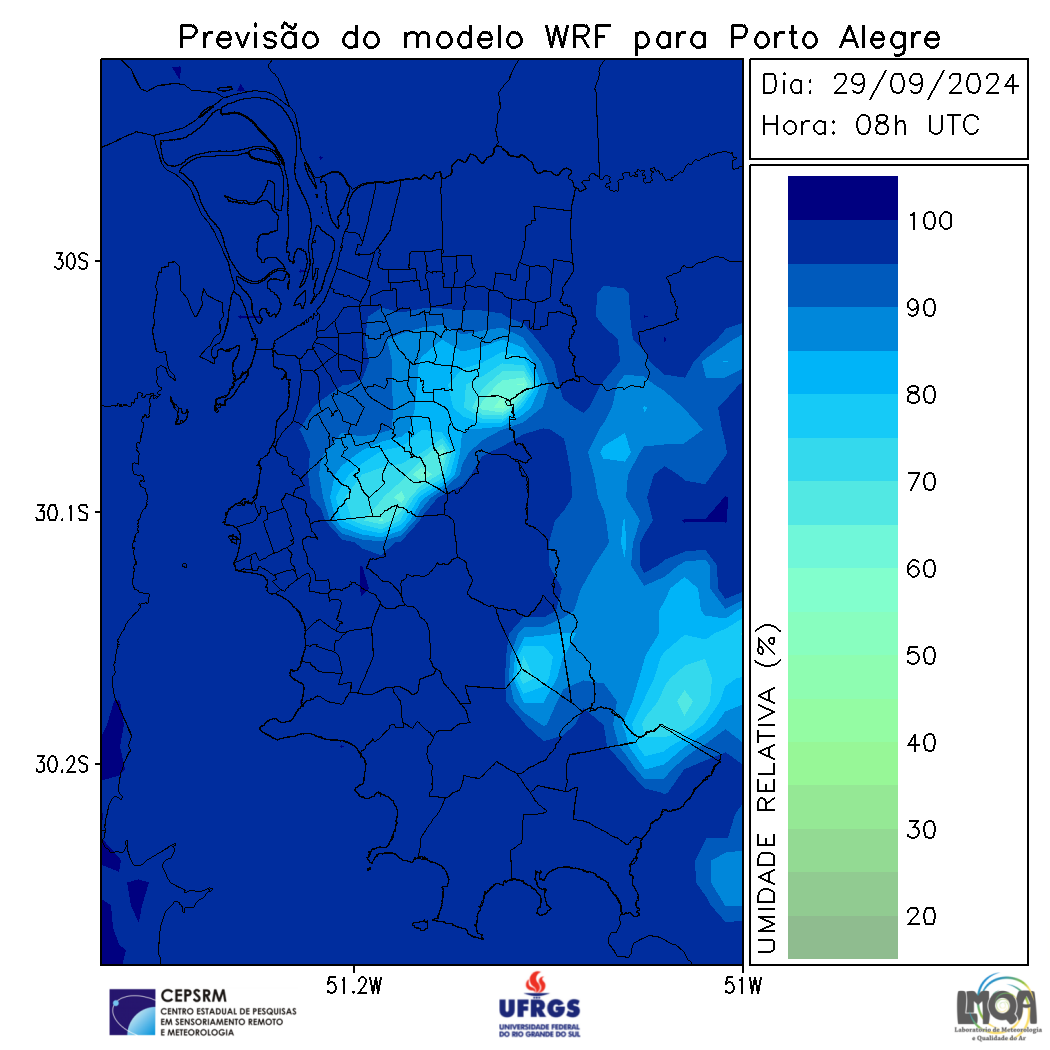 Previsão do modelo WRF para Porto Alegre
Dia: 29/09/2024
Hora: 08h UTC
30S
30.1S
30.2S
51.2W
51W
100
90
80
70
60
50
40
30
20
UMIDADE RELATIVA (%)
CEPSRM
CENTRO ESTADUAL DE PESQUISAS
EM SENSORIAMENTO REMOTO
E METEOROLOGIA
UFRGS
UNIVERSIDADE FEDERAL
DO RIO GRANDE DO SUL
LMQA
Laboratório de Meteorologia
e Qualidade do Ar